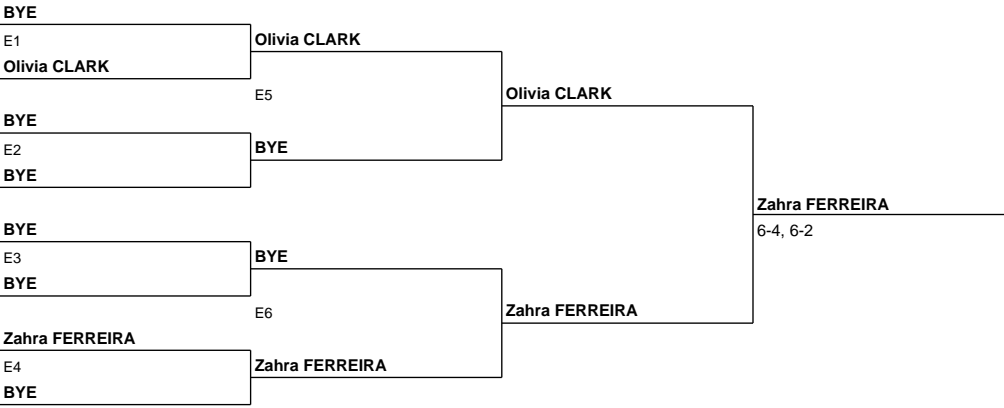 BYE
E1
Olivia CLARK
Olivia CLARK
E5
Olivia CLARK
BYE
E2
BYE
BYE
Zahra FERREIRA
6-4, 6-2
BYE
E3
BYE
BYE
E6
Zahra FERREIRA
Zahra FERREIRA
E4
Zahra FERREIRA
BYE